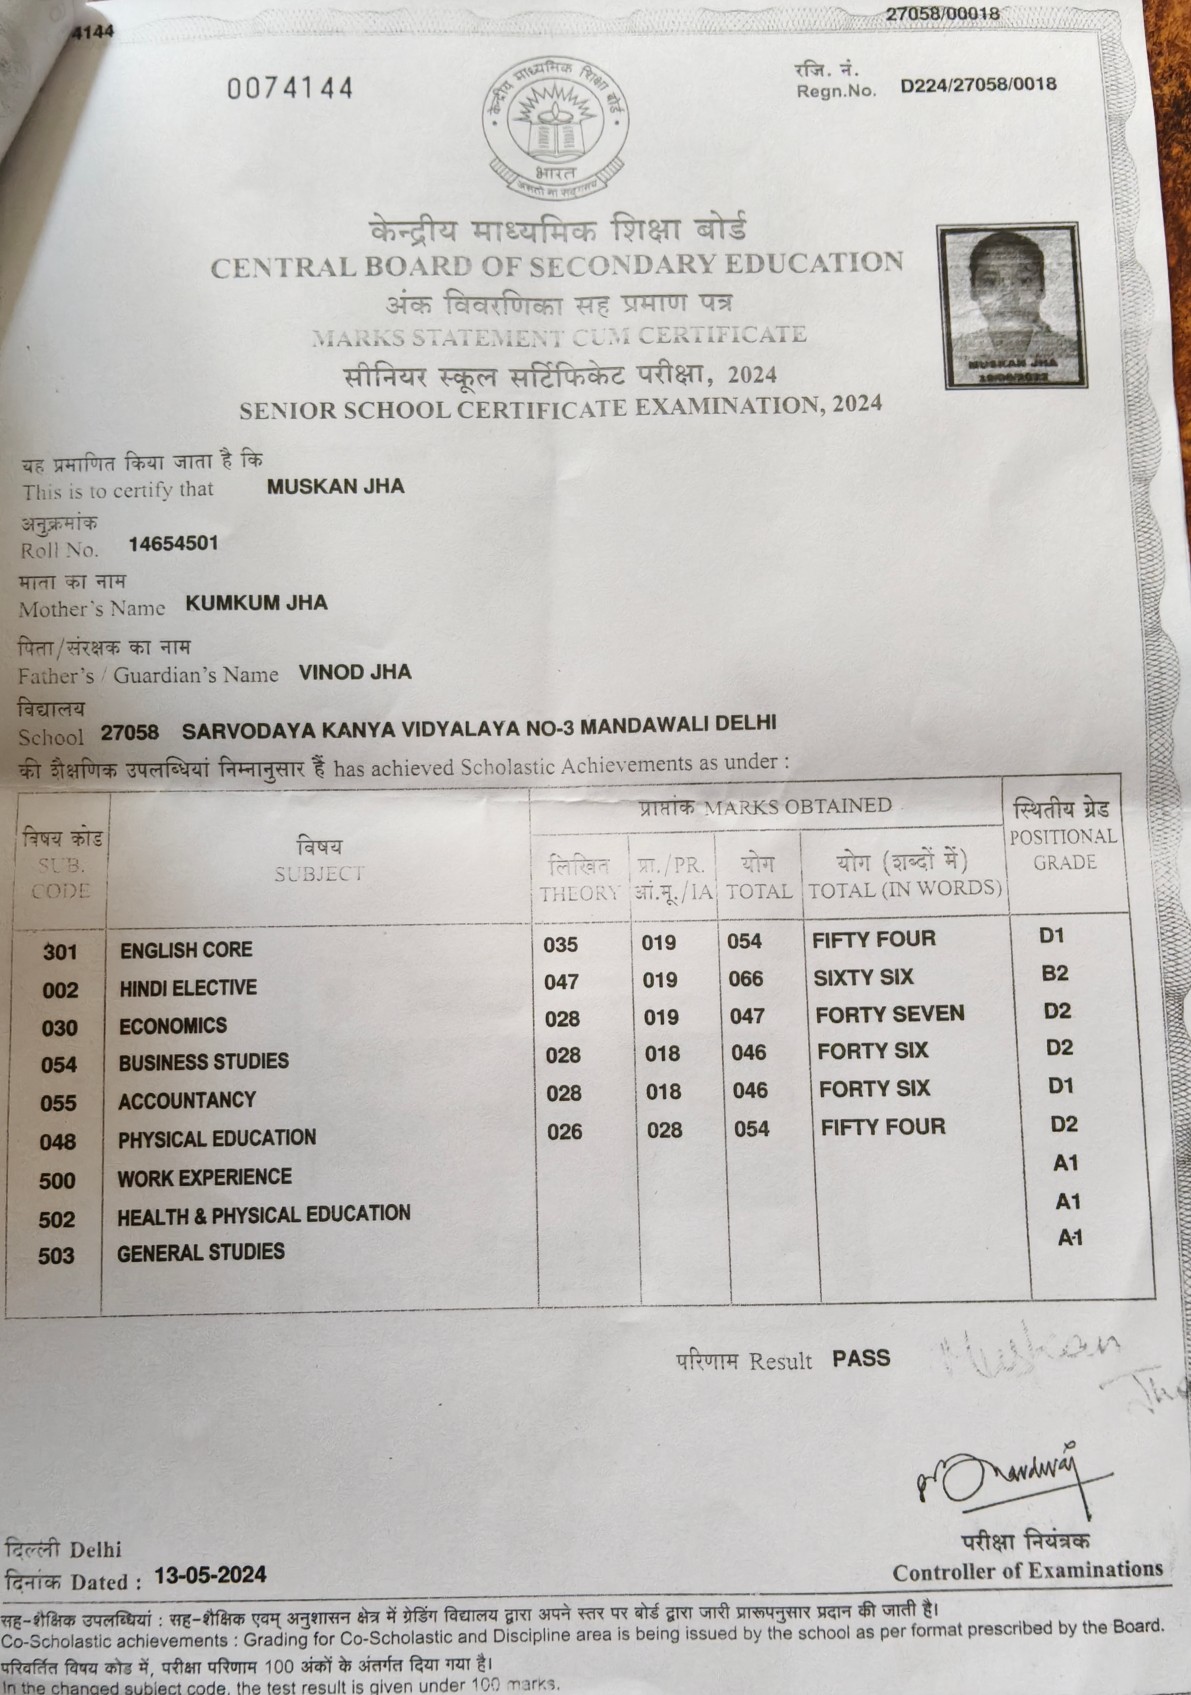 4144
27058/00018
0074144
रजि. नं.
Regn.No. D224/27058/0018
केन्द्रीय माध्यमिक शिक्षा बोर्ड
भारत
असतो मा सद्गमय
केन्द्रीय माध्यमिक शिक्षा बोर्ड
CENTRAL BOARD OF SECONDARY EDUCATION
अंक विवरणिका सह प्रमाण पत्र
MARKS STATEMENT CUM CERTIFICATE
सीनियर स्कूल सर्टिफिकेट परीक्षा, 2024
SENIOR SCHOOL CERTIFICATE EXAMINATION, 2024
MUSKAN JHA
यह प्रमाणित किया जाता है कि
This is to certify that MUSKAN JHA
अनुक्रमांक
Roll No. 14654501
माता का नाम
Mother's Name KUMKUM JHA
पिता/संरक्षक का नाम
Father's / Guardian's Name VINOD JHA
विद्यालय
School 27058 SARVODAYA KANYA VIDYALAYA NO-3 MANDAWALI DELHI
की शैक्षणिक उपलब्धियां निम्नानुसार हैं has achieved Scholastic Achievements as under :
विषय कोड
SUB.
CODE
विषय
SUBJECT
प्राप्तांक MARKS OBTAINED
लिखित
THEORY
प्रा./PR.
आं.मू./IA
योग
TOTAL
योग (शब्दों में)
TOTAL (IN WORDS)
स्थितीय ग्रेड
POSITIONAL
GRADE
301 ENGLISH CORE 035 019 054 FIFTY FOUR D1
002 HINDI ELECTIVE 047 019 066 SIXTY SIX B2
030 ECONOMICS 028 019 047 FORTY SEVEN D2
054 BUSINESS STUDIES 028 018 046 FORTY SIX D2
055 ACCOUNTANCY 028 018 046 FORTY SIX D1
048 PHYSICAL EDUCATION 026 028 054 FIFTY FOUR D2
500 WORK EXPERIENCE A1
502 HEALTH & PHYSICAL EDUCATION A1
503 GENERAL STUDIES A1
परिणाम Result PASS
Muskan
Jha
परीक्षा नियंत्रक
Controller of Examinations
दिल्ली Delhi
दिनांक Dated : 13-05-2024
सह-शैक्षिक उपलब्धियां : सह-शैक्षिक एवम् अनुशासन क्षेत्र में ग्रेडिंग विद्यालय द्वारा अपने स्तर पर बोर्ड द्वारा जारी प्रारूपनुसार प्रदान की जाती है।
Co-Scholastic achievements : Grading for Co-Scholastic and Discipline area is being issued by the school as per format prescribed by the Board.
परिवर्तित विषय कोड में, परीक्षा परिणाम 100 अंकों के अंतर्गत दिया गया है।
In the changed subject code, the test result is given under 100 marks.